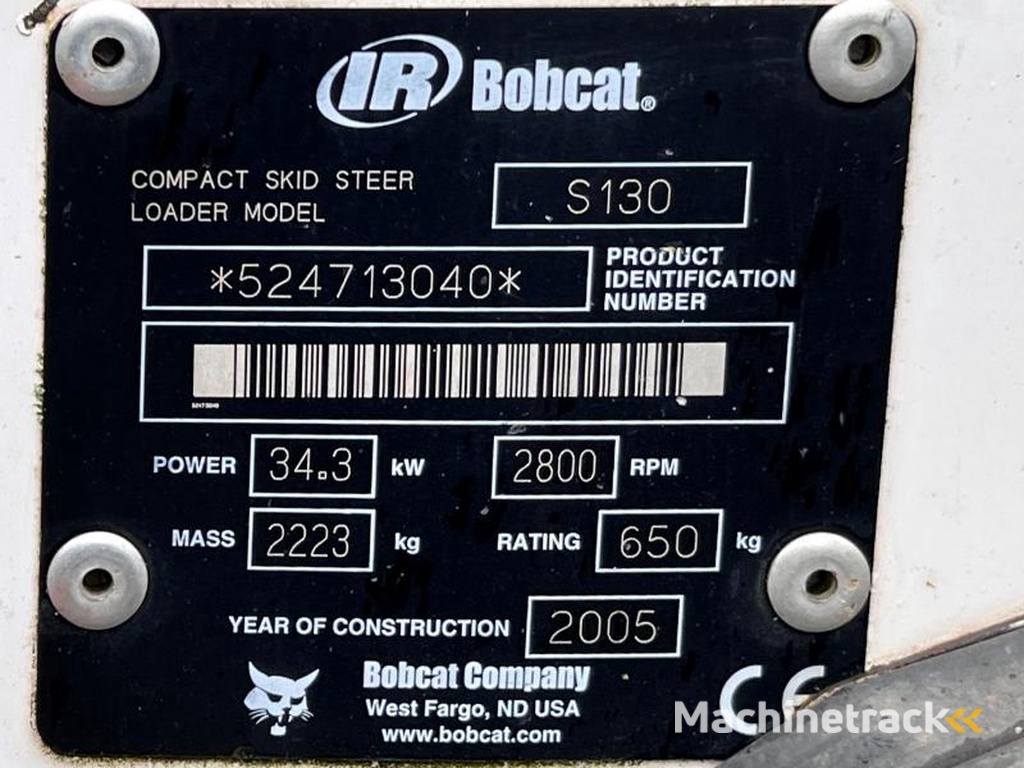 IR Bobcat®
COMPACT SKID STEER
LOADER MODEL
S130
*524713040*
PRODUCT
IDENTIFICATION
NUMBER
POWER 34.3 kW 2800 RPM
MASS 2223 kg RATING 650 kg
YEAR OF CONSTRUCTION 2005
Bobcat Company
West Fargo, ND USA
www.bobcat.com
CE
Machinetrack